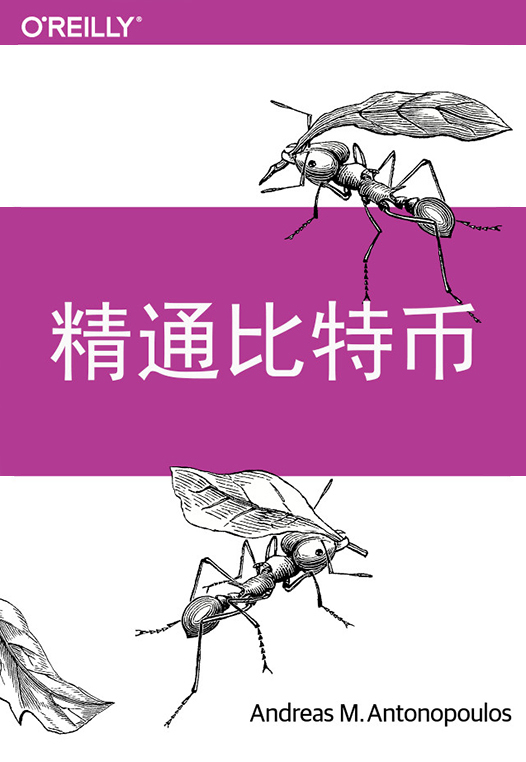 O'REILLY®
精通比特币
Andreas M. Antonopoulos